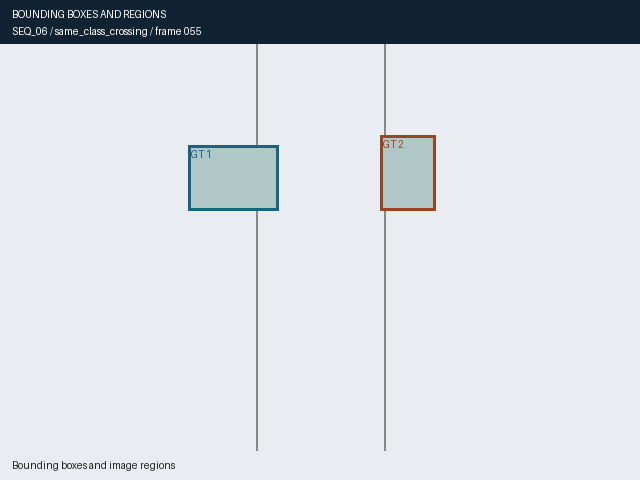 BOUNDING BOXES AND REGIONS
SEQ_06 / same_class_crossing / frame 055
GT1
GT2
Bounding boxes and image regions